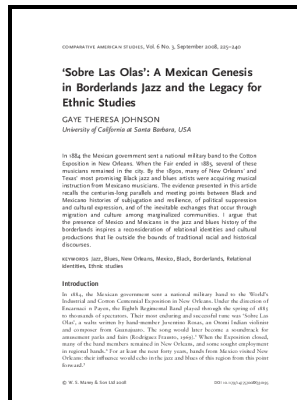 COMPARATIVE AMERICAN STUDIES, Vol. 6 No. 3, September 2008, 225–240
'Sobre Las Olas': A Mexican Genesis
in Borderlands Jazz and the Legacy for
Ethnic Studies
GAYE THERESA JOHNSON
University of California at Santa Barbara, USA
In 1884 the Mexican government sent a national military band to the Cotton
Exposition in New Orleans. When the Fair ended in 1885, several of these
musicians remained in the city. By the 1890s, many of New Orleans' and
Texas' most promising Black jazz and blues artists were acquiring musical
instruction from Mexicano musicians. The evidence presented in this article
recalls the centuries-long parallels and meeting points between Black and
Mexicano histories of subjugation and resilience, of political suppression
and cultural expression, and of the inevitable exchanges that occur through
migration and culture among marginalized communities. I argue that
the presence of Mexico and Mexicans in the jazz and blues history of the
borderlands inspires a reconsideration of relational identities and cultural
productions that lie outside the bounds of traditional racial and historical
discourses.
KEYWORDS Jazz, Blues, New Orleans, Mexico, Black, Borderlands, Relational
Identities, Ethnic studies
Introduction
In 1884, the Mexican government sent a national military band to the World's
Industrial and Cotton Centennial Exposition in New Orleans. Under the direction of
Encarnacion Payon, the Eighth Regimental Band played through the spring of 1885
to thousands of spectators. Their most enduring and successful tune was 'Sobre Las
Olas', a waltz written by band-member Juventino Rosas, an Otomi Indian violinist
and composer from Guanajuato. The song would later become a soundtrack for
amusement parks and fairs (Rodriguez Frausto, 1969). When the Exposition closed,
many of the band members remained in New Orleans, and some sought employment
in regional bands. For at least the next forty years, bands from Mexico visited New
Orleans: their influence would echo in the jazz and blues of this region from this point
forward.
© W. S. Maney & Son Ltd 2008
DOI